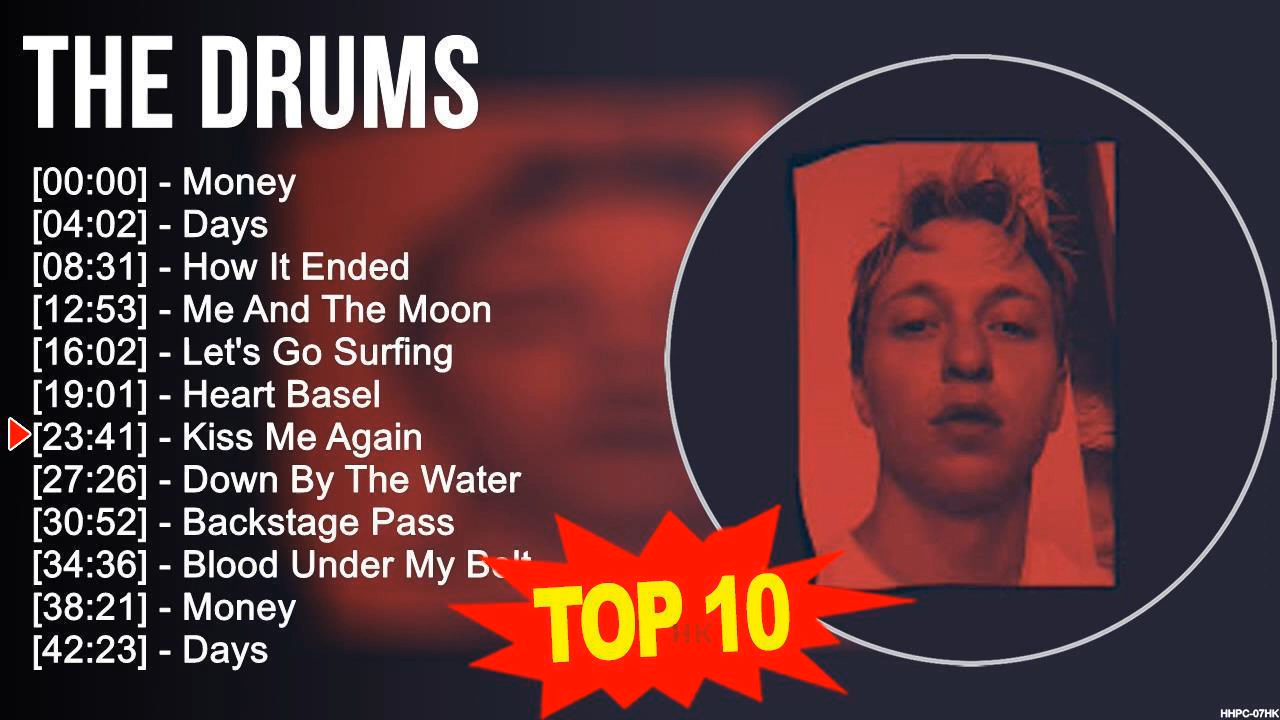 THE DRUMS
[00:00] - Money
[04:02] - Days
[08:31] - How It Ended
[12:53] - Me And The Moon
[16:02] - Let's Go Surfing
[19:01] - Heart Basel
[23:41] - Kiss Me Again
[27:26] - Down By The Water
[30:52] - Backstage Pass
[34:36] - Blood Under My Belt
[38:21] - Money
[42:23] - Days
TOP 10
HK
HHPC-07HK